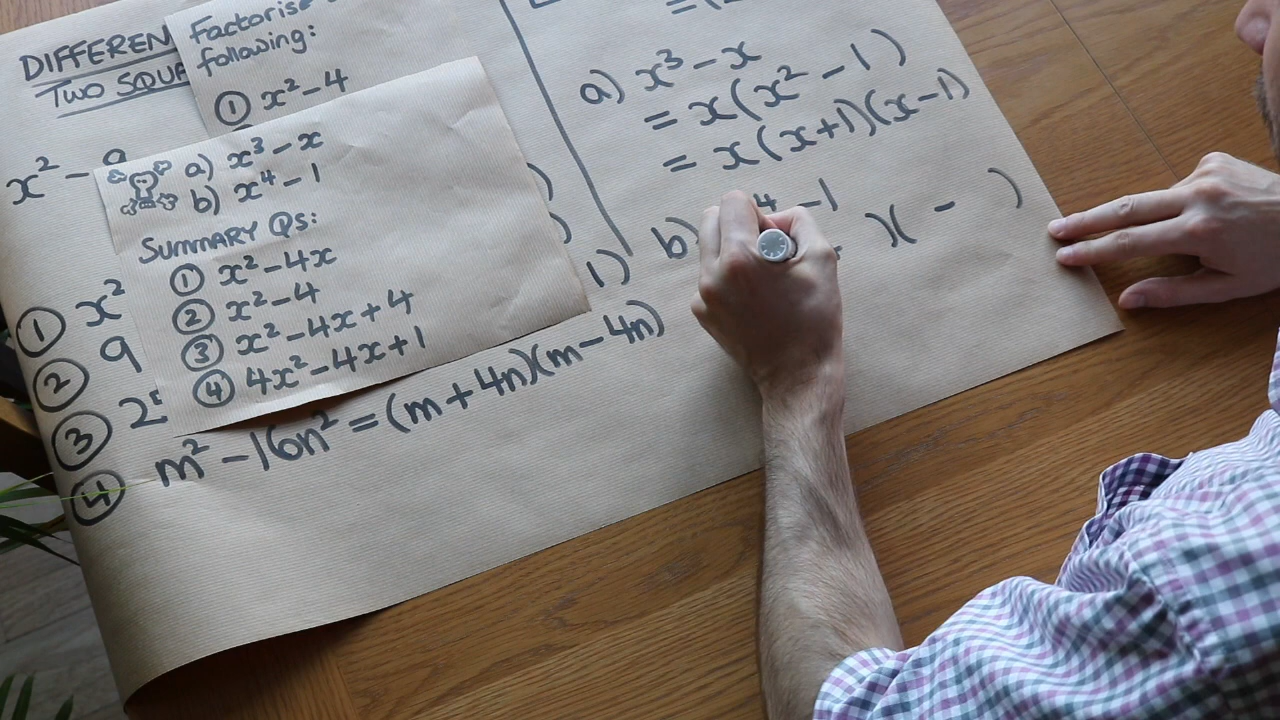 DIFFEREN
TWO SQUA
x² – 9
① x²
② 9
③ 2
④ m² – 16n² = (m + 4n)(m – 4n)
Factorise
following:
① x² – 4
a) x³ – x
b) x⁴ – 1
SUMMARY QS:
① x² – 4x
② x² – 4
③ x² – 4x + 4
④ 4x² – 4x + 1
1)
= (
a) x³ – x
= x(x² – 1)
= x(x+1)(x–1)
b) 4 – 1
)( – )